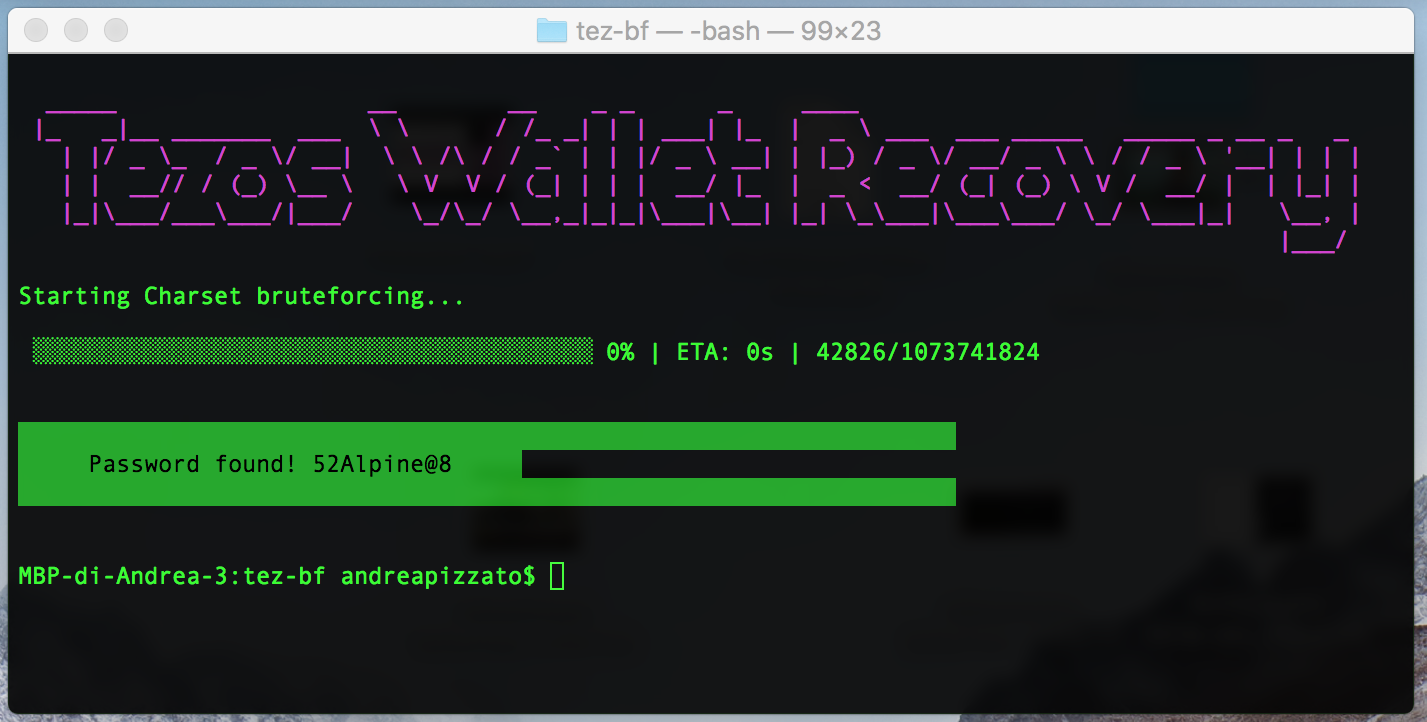 tez-bf — -bash — 99×23
Tezos Wallet Recovery
Starting Charset bruteforcing...
0% | ETA: 0s | 42826/1073741824
Password found! 52Alpine@8
MBP-di-Andrea-3:tez-bf andreapizzato$